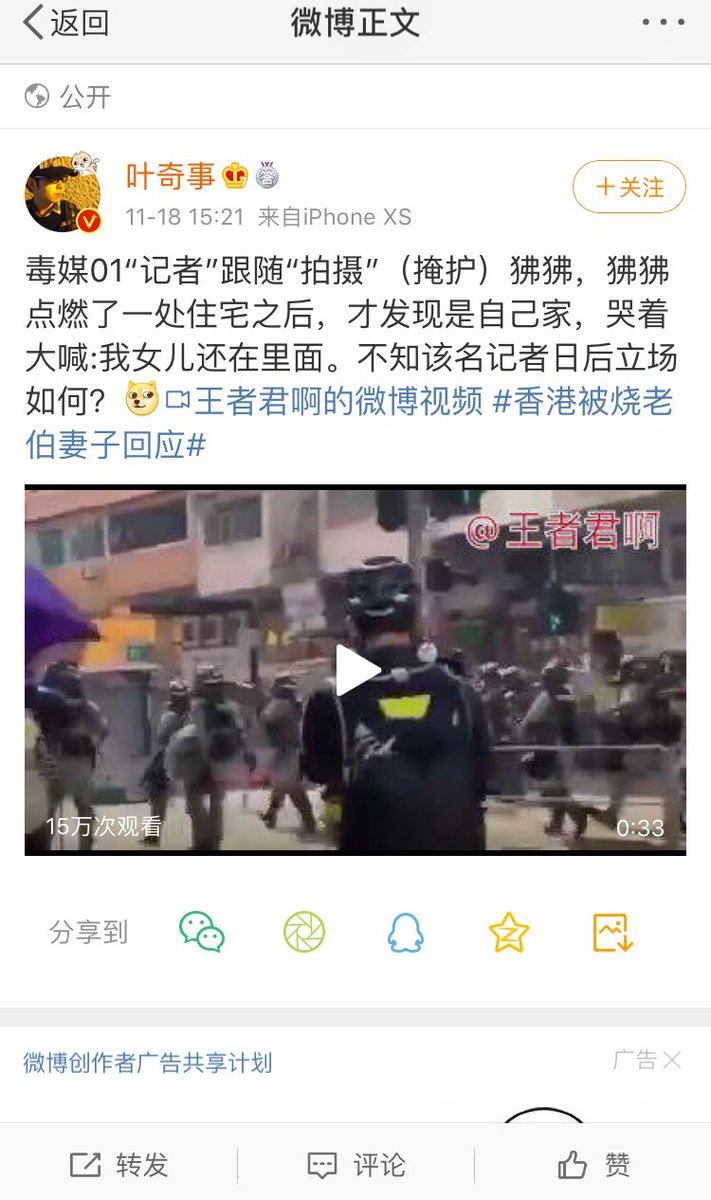 返回
微博正文
公开
叶奇事
答
V
11-18 15:21 来自iPhone XS
+关注
毒媒01“记者”跟随“拍摄”（掩护）狒狒，狒狒
点燃了一处住宅之后，才发现是自己家，哭着
大喊:我女儿还在里面。不知该名记者日后立场
如何？王者君啊的微博视频 #香港被烧老
伯妻子回应#
@王者君啊
15万次观看
0:33
分享到
微博创作者广告共享计划
广告
转发
评论
赞